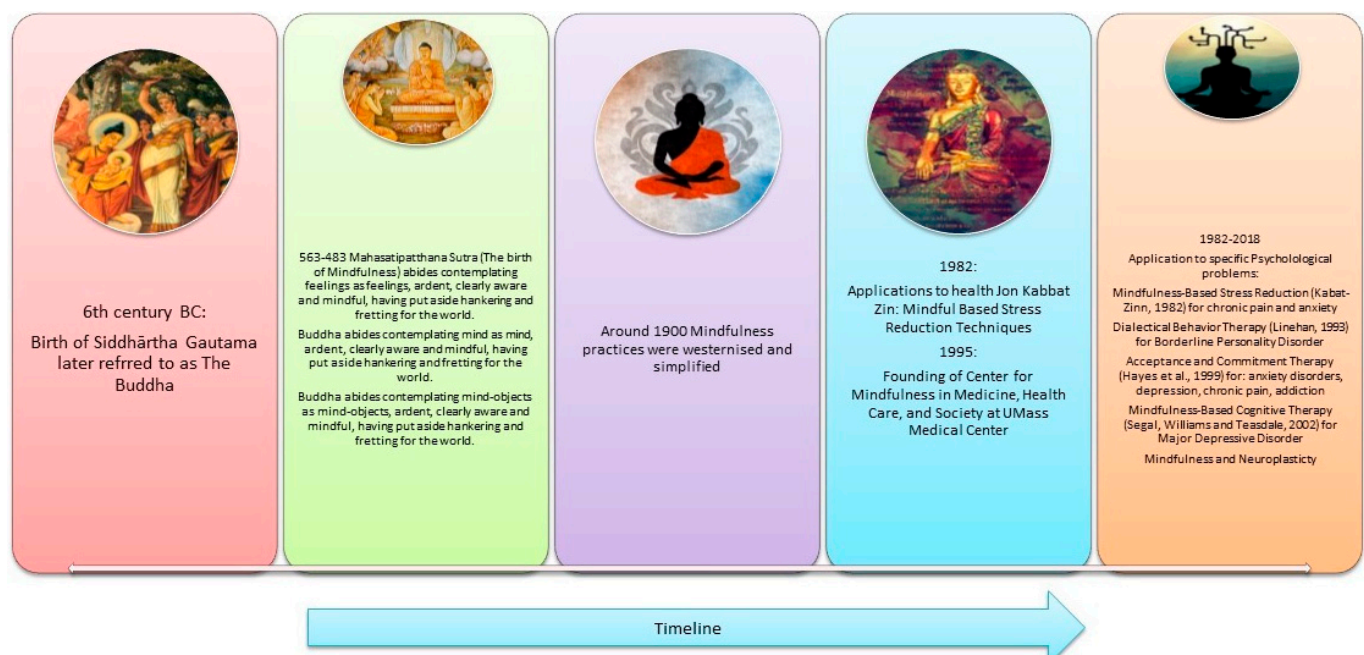 6th century BC:
Birth of Siddhārtha Gautama
later refrred to as The
Buddha
563-483 Mahasatipatthana Sutra (The birth
of Mindfulness) abides contemplating
feelings as feelings, ardent, clearly aware
and mindful, having put aside hankering and
fretting for the world.
Buddha abides contemplating mind as mind,
ardent, clearly aware and mindful, having
put aside hankering and fretting for the
world.
Buddha abides contemplating mind-objects
as mind-objects, ardent, clearly aware and
mindful, having put aside hankering and
fretting for the world.
Around 1900 Mindfulness
practices were westernised and
simplified
1982:
Applications to health Jon Kabbat
Zin: Mindful Based Stress
Reduction Techniques
1995:
Founding of Center for
Mindfulness in Medicine, Health
Care, and Society at UMass
Medical Center
1982-2018
Application to specific Psycholological
problems:
Mindfulness-Based Stress Reduction (Kabat-
Zinn, 1982) for chronic pain and anxiety
Dialectical Behavior Therapy (Linehan, 1993)
for Borderline Personality Disorder
Acceptance and Commitment Therapy
(Hayes et al., 1999) for: anxiety disorders,
depression, chronic pain, addiction
Mindfulness-Based Cognitive Therapy
(Segal, Williams and Teasdale, 2002) for
Major Depressive Disorder
Mindfulness and Neuroplasticty
Timeline